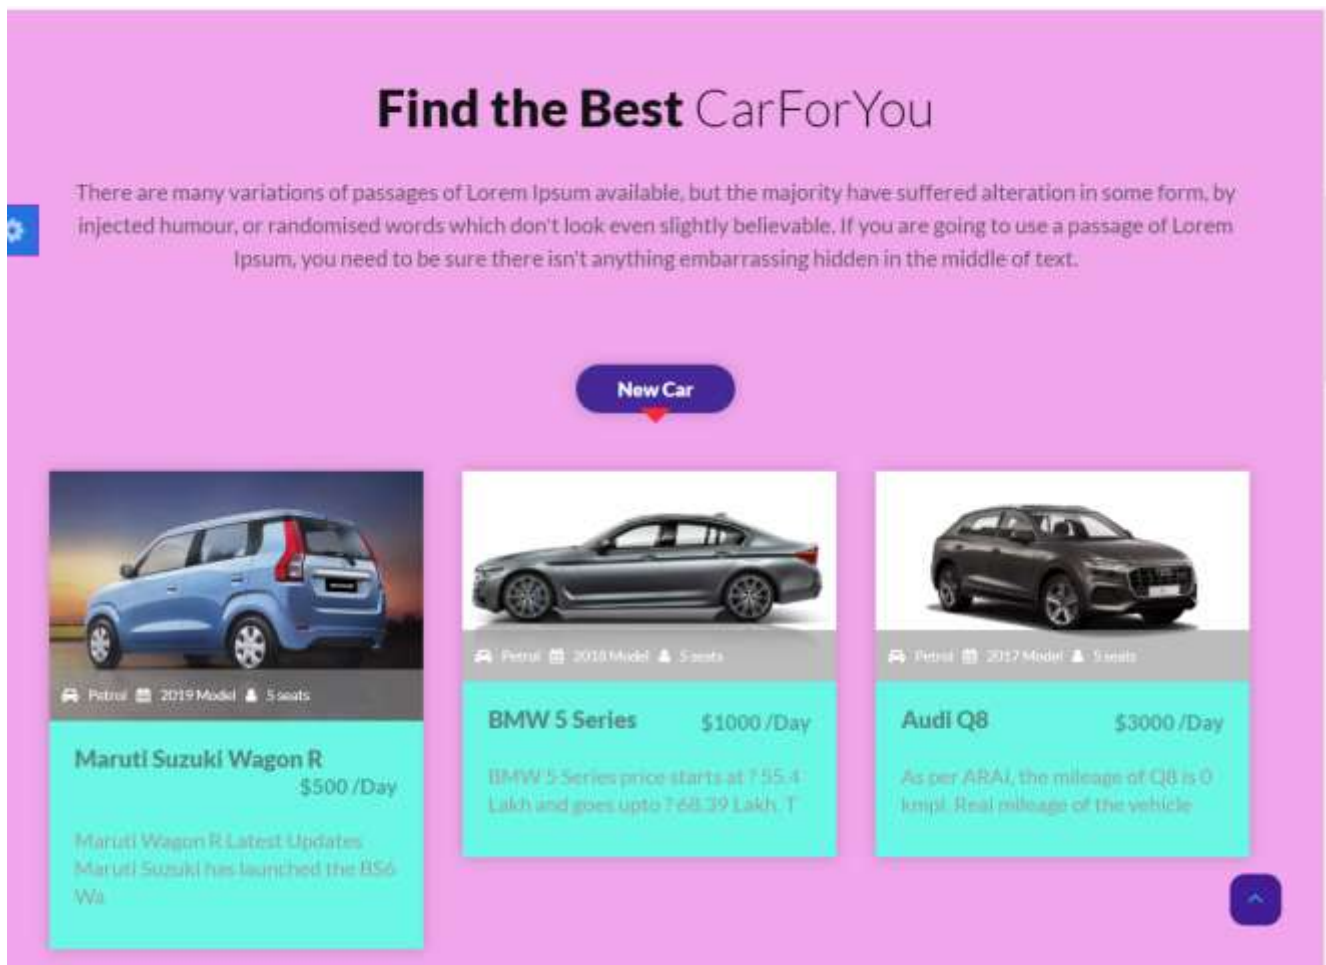 Find the Best CarForYou
There are many variations of passages of Lorem Ipsum available, but the majority have suffered alteration in some form, by
injected humour, or randomised words which don't look even slightly believable. If you are going to use a passage of Lorem
Ipsum, you need to be sure there isn't anything embarrassing hidden in the middle of text.
New Car
Petrol 2019 Model 5 seats
Maruti Suzuki Wagon R
$500 /Day
Maruti Wagon R Latest Updates
Maruti Suzuki has launched the BS6
Wa
Petrol 2018 Model 5 seats
BMW 5 Series $1000 /Day
BMW 5 Series price starts at ? 55.4
Lakh and goes upto ? 68.39 Lakh. T
Petrol 2017 Model 5 seats
Audi Q8 $3000 /Day
As per ARAI, the mileage of Q8 is 0
kmpl. Real mileage of the vehicle